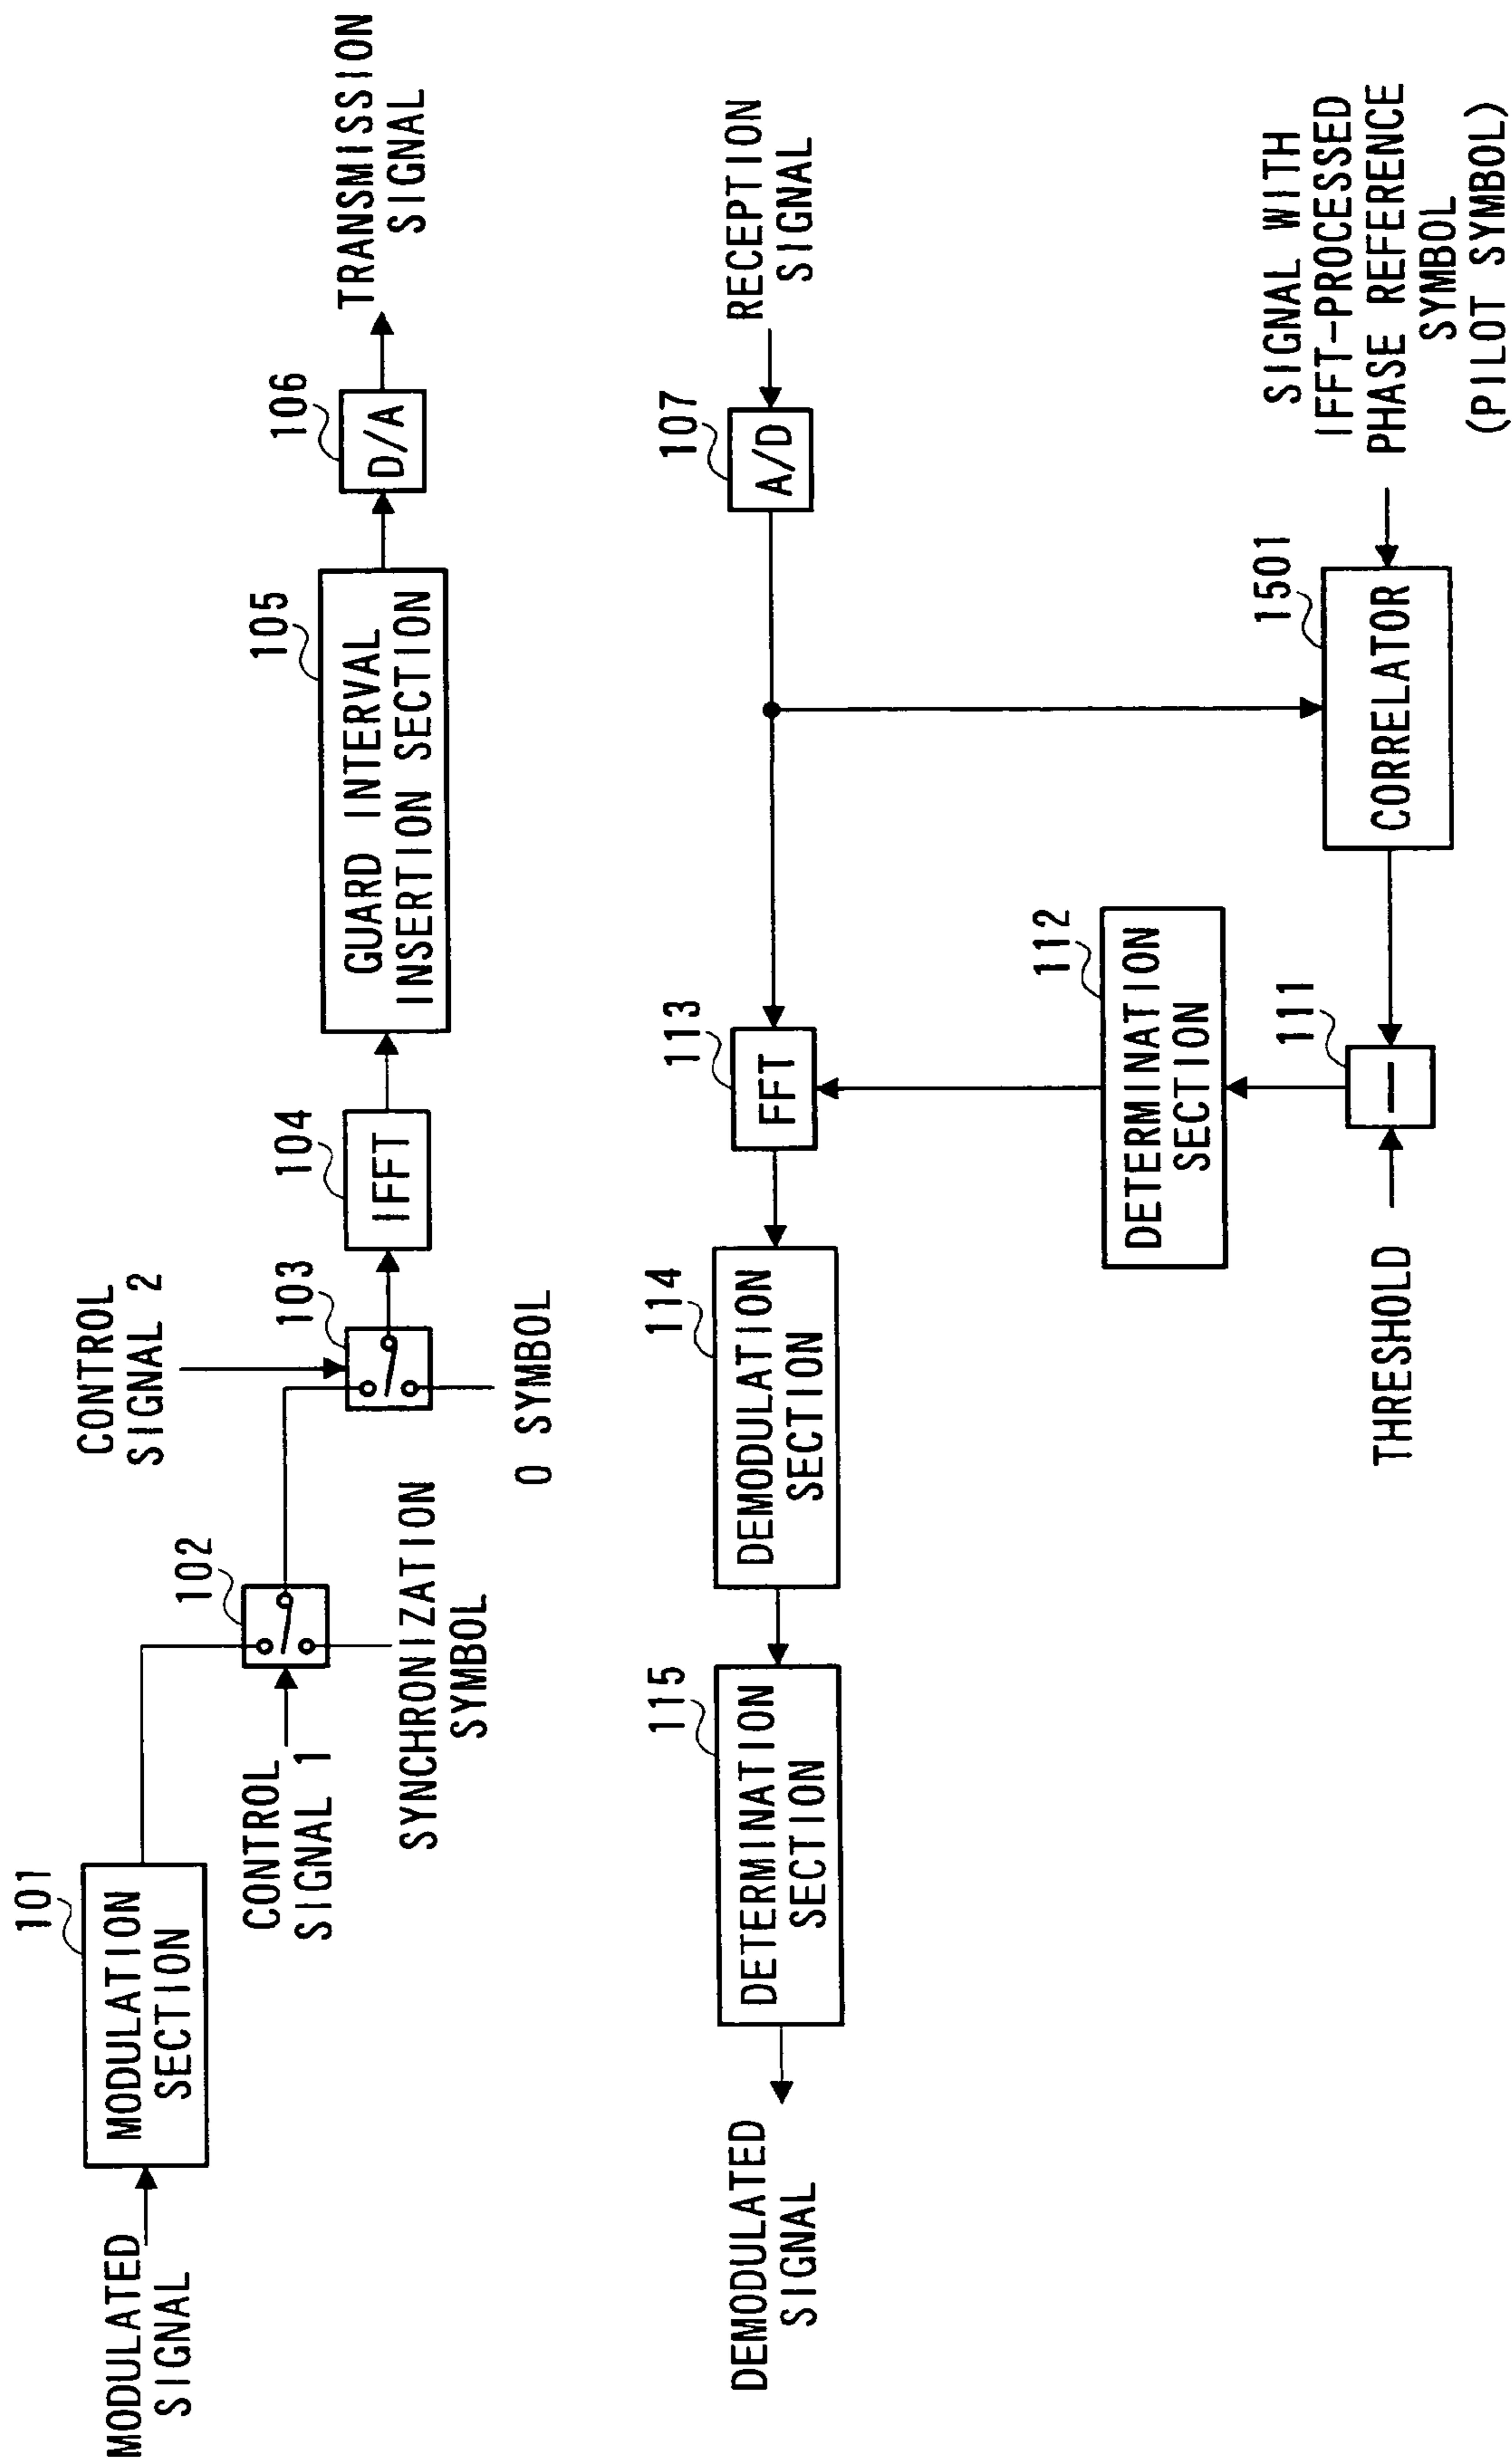 MODULATED
SIGNAL
101
MODULATION
SECTION
CONTROL
SIGNAL 1
102
SYNCHRONIZATION
SYMBOL
CONTROL
SIGNAL 2
103
0 SYMBOL
104
IFFT
105
GUARD INTERVAL
INSERTION SECTION
106
D/A
TRANSMISSION
SIGNAL
DEMODULATED
SIGNAL
115
DETERMINATION
SECTION
114
DEMODULATION
SECTION
113
FFT
107
A/D
RECEPTION
SIGNAL
112
DETERMINATION
SECTION
THRESHOLD
111
1501
CORRELATOR
SIGNAL WITH
IFFT-PROCESSED
PHASE REFERENCE
SYMBOL
(PILOT SYMBOL)